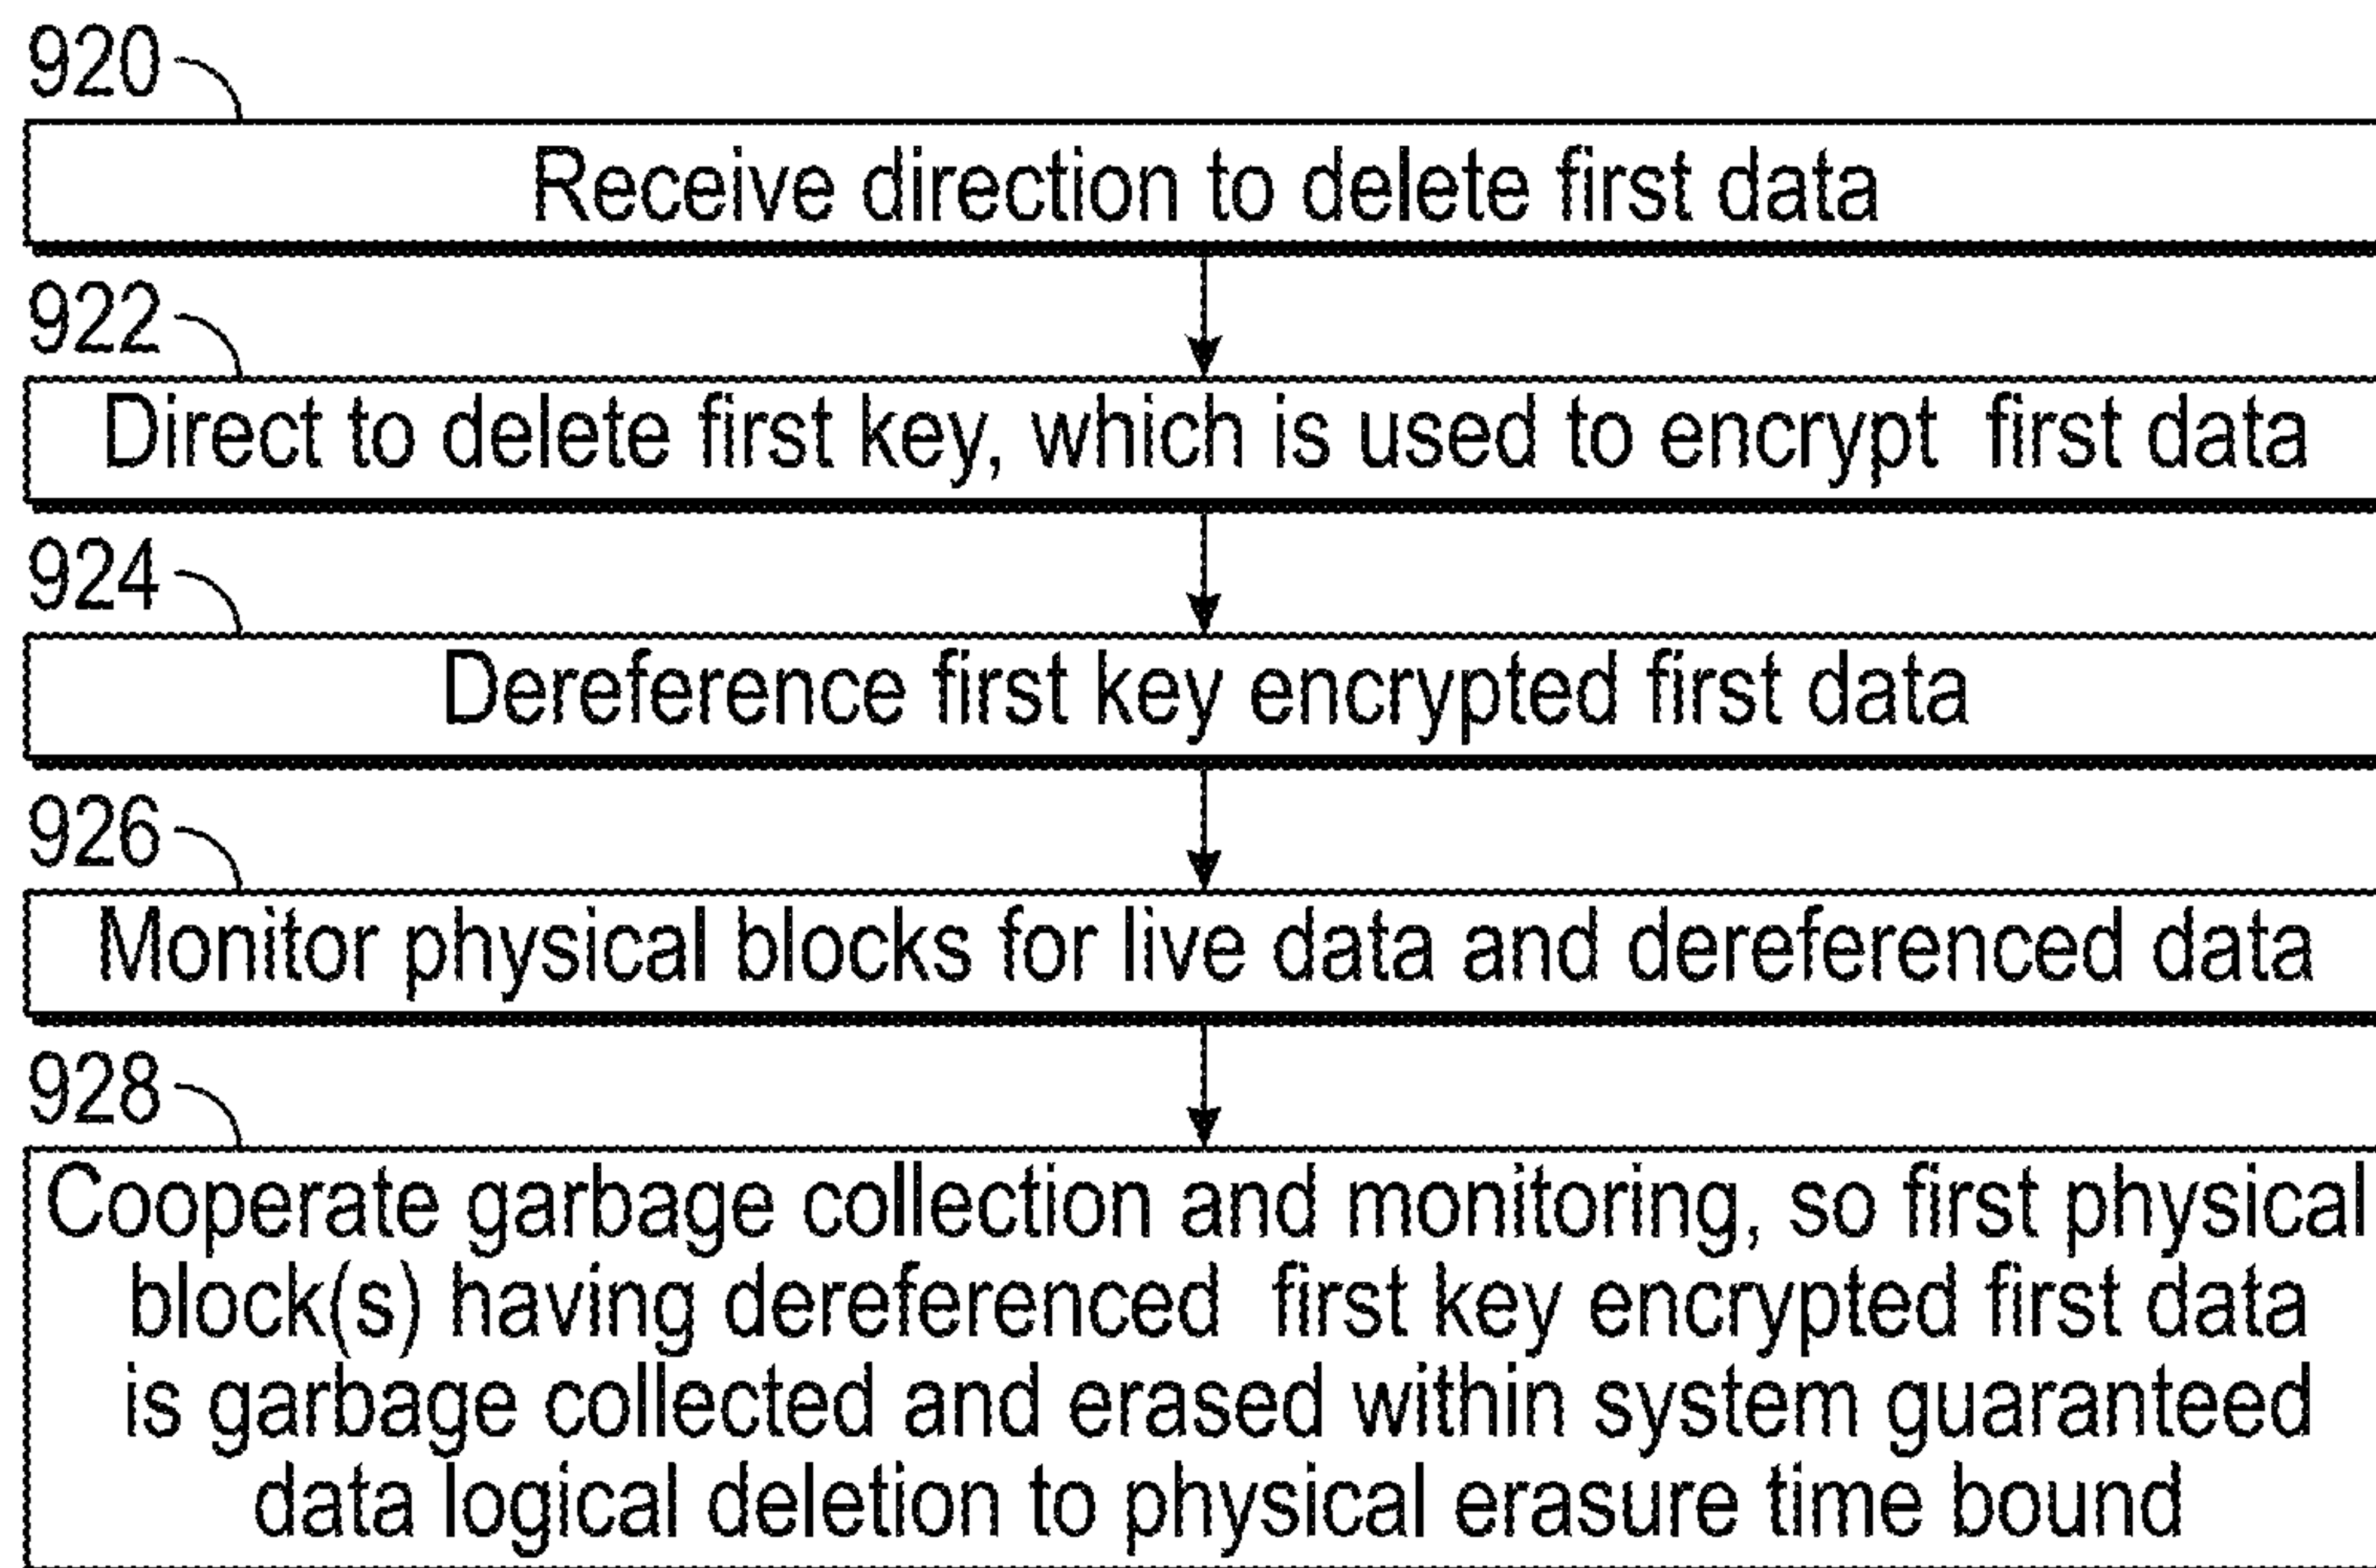 920
Receive direction to delete first data
922
Direct to delete first key, which is used to encrypt first data
924
Dereference first key encrypted first data
926
Monitor physical blocks for live data and dereferenced data
928
Cooperate garbage collection and monitoring, so first physical
block(s) having dereferenced first key encrypted first data
is garbage collected and erased within system guaranteed
data logical deletion to physical erasure time bound